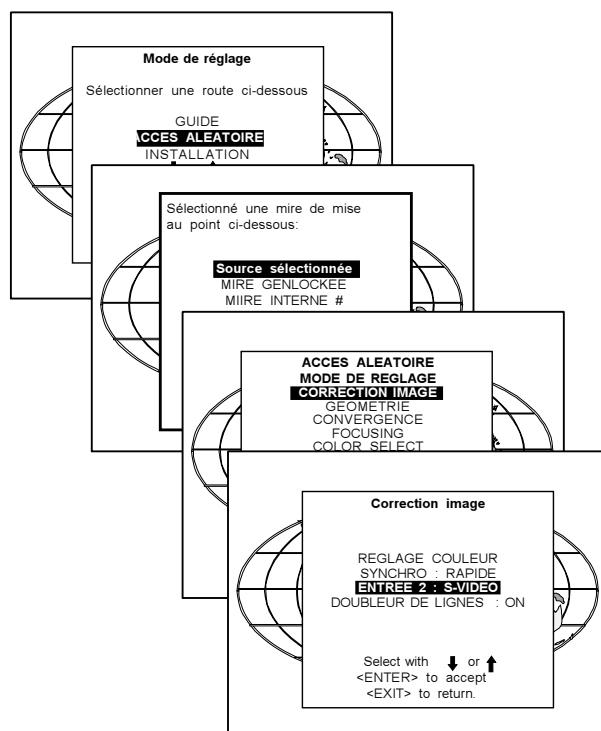 Mode de réglage
Sélectionner une route ci-dessous
GUIDE
ACCES ALEATOIRE
INSTALLATION
Sélectionné une mire de mise
au point ci-dessous:
Source sélectionnée
MIRE GENLOCKEE
MIIRE INTERNE #
ACCES ALEATOIRE
MODE DE REGLAGE
CORRECTION IMAGE
GEOMETRIE
CONVERGENCE
FOCUSING
COLOR SELECT
Correction image
REGLAGE COULEUR
SYNCHRO : RAPIDE
ENTREE 2 : S-VIDEO
DOUBLEUR DE LIGNES : ON
Select with ⬇ or ⬆
<ENTER> to accept
<EXIT> to return.